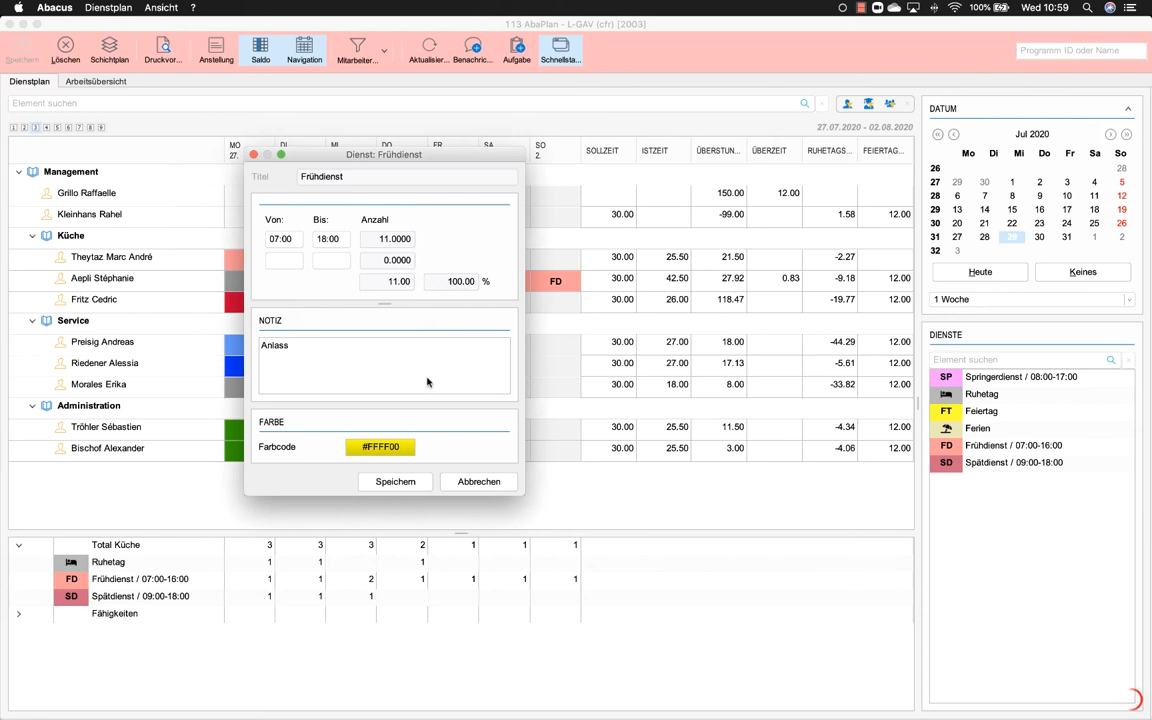 Abacus Dienstplan Ansicht ? 100% Wed 10:59
113 AbaPlan - L-GAV (cfr) [2003]
Speichern Löschen Schichtplan Druckvor... Anstellung Saldo Navigation Mitarbeiter... Aktualisier... Benachric... Aufgabe Schnellsta... Programm ID oder Name
Dienstplan Arbeitsübersicht
Element suchen
1 2 3 4 5 6 7 8 9 27.07.2020 - 02.08.2020
MO DI MI DO FR SA SO SOLLZEIT ISTZEIT ÜBERSTUN... ÜBERZEIT RUHETAGS... FEIERTAG...
27. 2.
Management
Grillo Raffaelle 150.00 12.00
Kleinhans Rahel 30.00 -99.00 1.58 12.00
Küche
Theytaz Marc André 30.00 25.50 21.50 -2.27
Aepli Stéphanie FD 30.00 42.50 27.92 0.83 -9.18 12.00
Fritz Cedric 30.00 26.00 118.47 -19.77 12.00
Service
Preisig Andreas 30.00 27.00 18.00 -44.29 12.00
Riedener Alessia 30.00 27.00 17.13 -5.61 12.00
Morales Erika 30.00 18.00 8.00 -33.82 12.00
Administration
Tröhler Sébastien 30.00 25.50 11.50 -4.34 12.00
Bischof Alexander 30.00 25.50 3.00 -4.06 12.00
Dienst: Frühdienst
Titel Frühdienst
Von: Bis: Anzahl
07:00 18:00 11.0000
0.0000
11.00 100.00 %
NOTIZ
Anlass
FARBE
Farbcode #FFFF00
Speichern Abbrechen
Total Küche 3 3 3 2 1 1 1
Ruhetag 1 1 1
FD Frühdienst / 07:00-16:00 1 1 2 1 1 1 1
SD Spätdienst / 09:00-18:00 1 1 1
Fähigkeiten
DATUM
Jul 2020
Mo Di Mi Do Fr Sa So
26 28
27 29 30 1 2 3 4 5
28 6 7 8 9 10 11 12
29 13 14 15 16 17 18 19
30 20 21 22 23 24 25 26
31 27 28 29 30 31 1 2
32 3
Heute Keines
1 Woche
DIENSTE
Element suchen
SP Springerdienst / 08:00-17:00
Ruhetag
FT Feiertag
Ferien
FD Frühdienst / 07:00-16:00
SD Spätdienst / 09:00-18:00